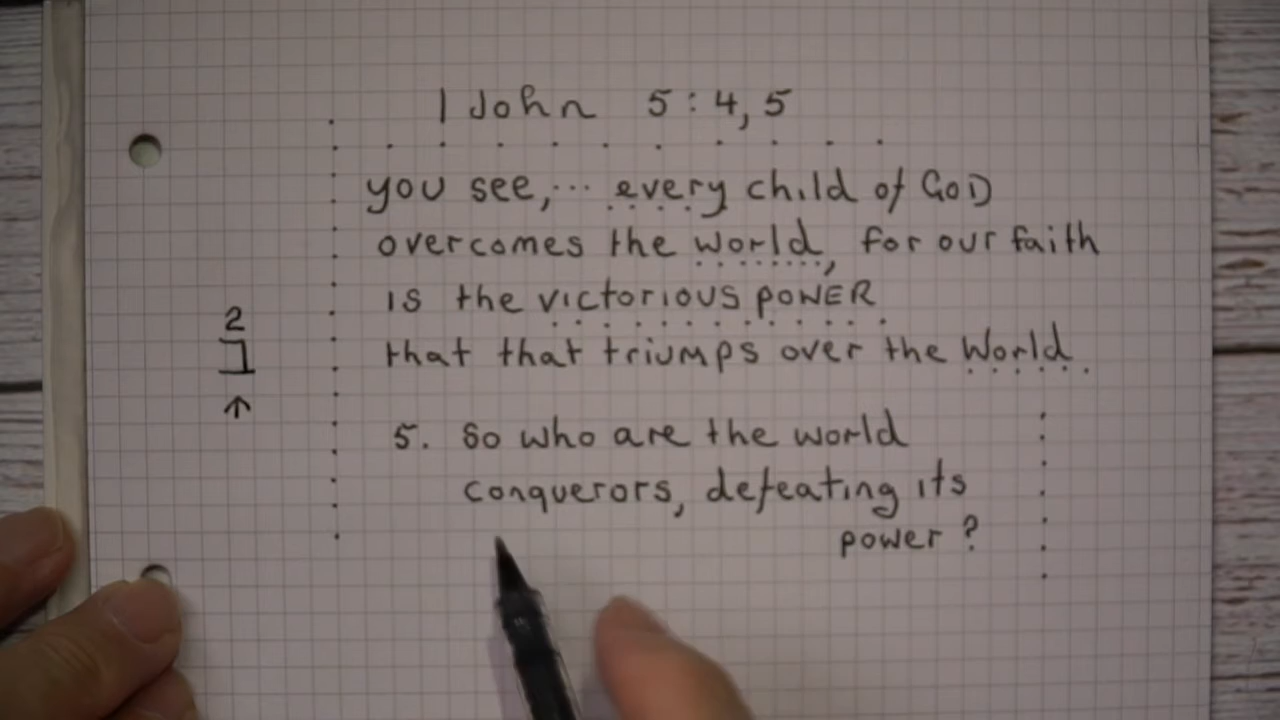 1 John 5:4,5
you see,... every child of GOD
overcomes the world, for our faith
is the victorious power
that that triumps over the world.
2
1
↑
5. So who are the world
conquerors, defeating its
power?